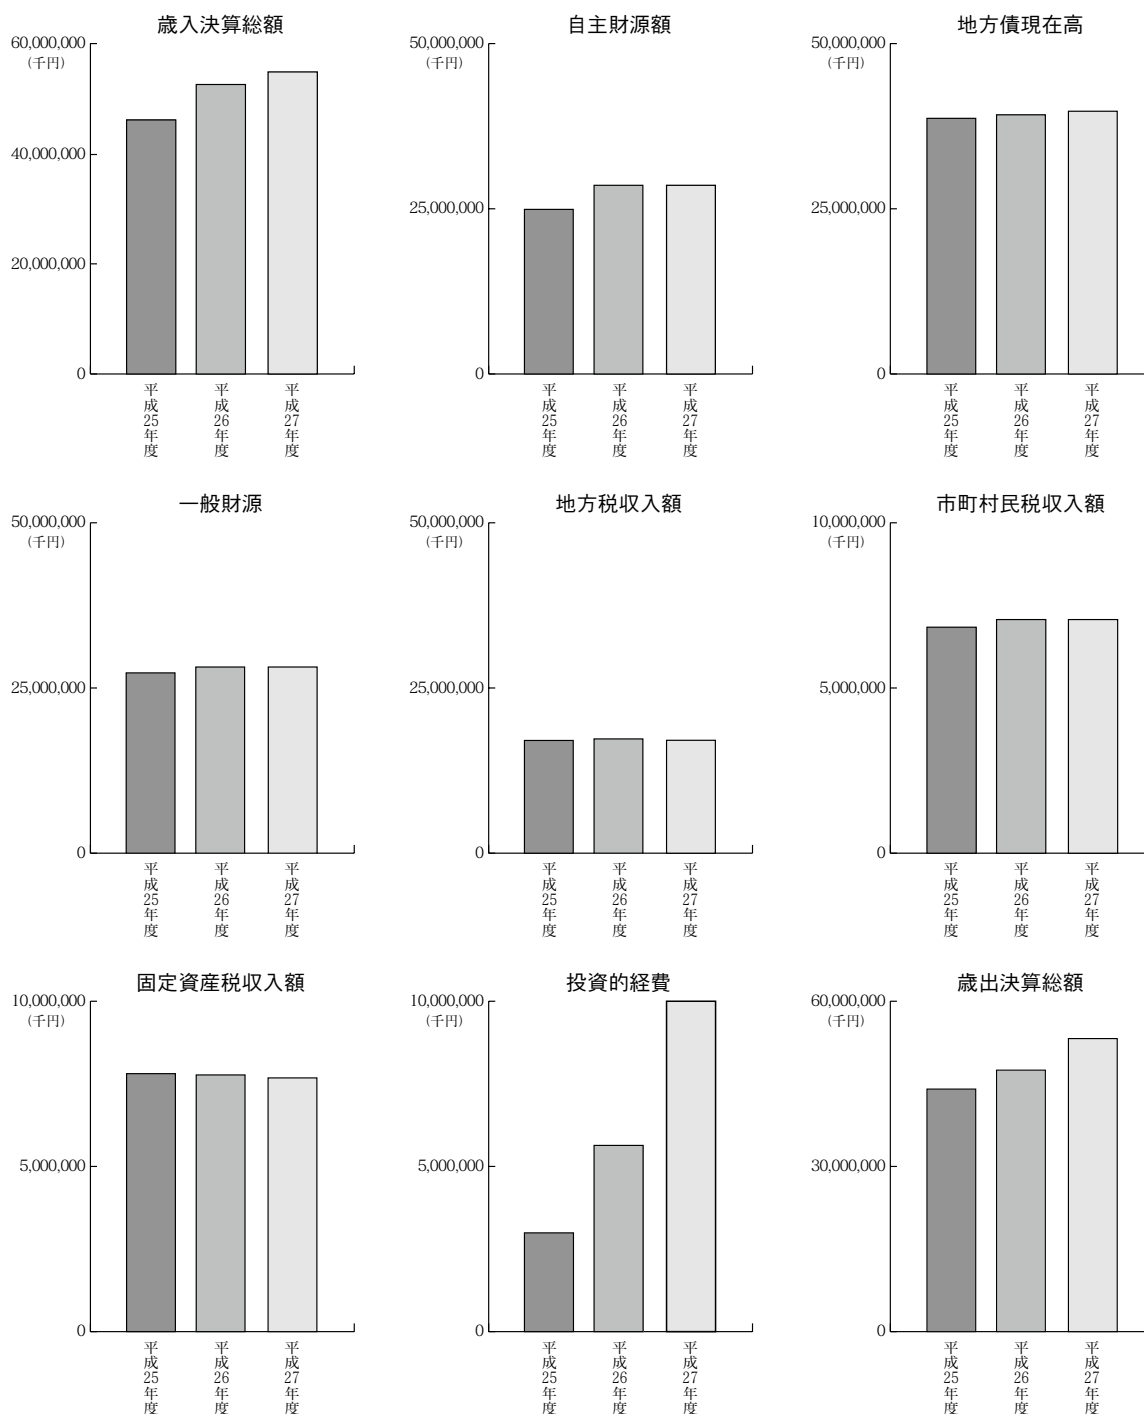 歳入決算総額
60,000,000
(千円)
40,000,000
20,000,000
0
平成25年度
平成26年度
平成27年度
自主財源額
50,000,000
(千円)
25,000,000
0
平成25年度
平成26年度
平成27年度
地方債現在高
50,000,000
(千円)
25,000,000
0
平成25年度
平成26年度
平成27年度
一般財源
50,000,000
(千円)
25,000,000
0
平成25年度
平成26年度
平成27年度
地方税収入額
50,000,000
(千円)
25,000,000
0
平成25年度
平成26年度
平成27年度
市町村民税収入額
10,000,000
(千円)
5,000,000
0
平成25年度
平成26年度
平成27年度
固定資産税収入額
10,000,000
(千円)
5,000,000
0
平成25年度
平成26年度
平成27年度
投資的経費
10,000,000
(千円)
5,000,000
0
平成25年度
平成26年度
平成27年度
歳出決算総額
60,000,000
(千円)
30,000,000
0
平成25年度
平成26年度
平成27年度